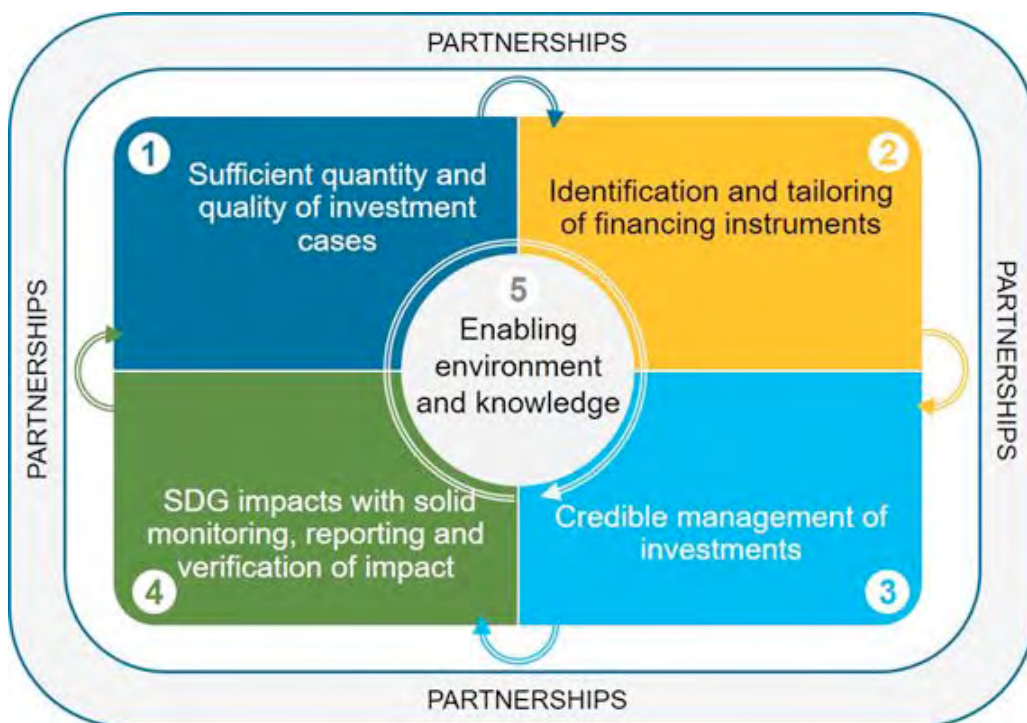 PARTNERSHIPS
1
Sufficient quantity and
quality of investment
cases
2
Identification and tailoring
of financing instruments
PARTNERSHIPS
5
Enabling
environment
and knowledge
PARTNERSHIPS
SDG impacts with solid
monitoring, reporting and
verification of impact
4
Credible management of
investments
3
PARTNERSHIPS